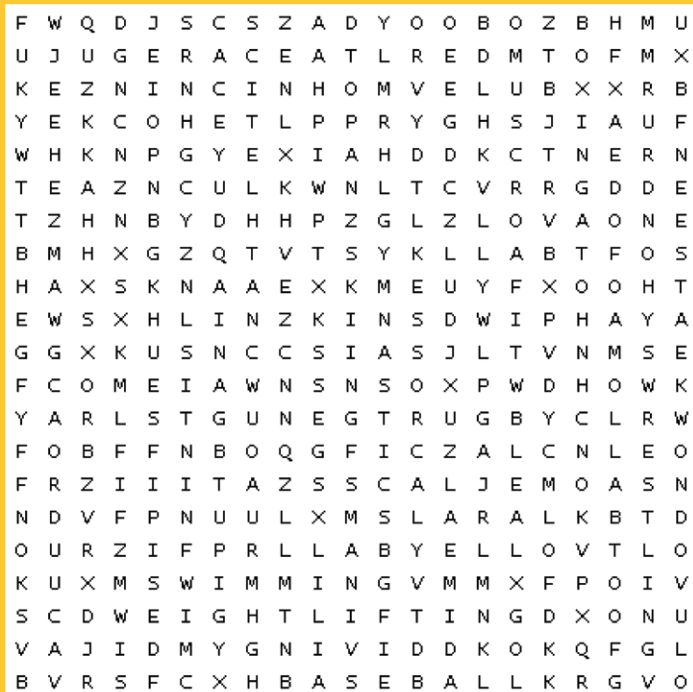 F W Q D J S C S Z A D Y O O B O Z B H M U
U J U G E R A C E A T L R E D M T O F M X
K E Z N I N C I N H O M V E L U B X X R B
Y E K C O H E T L P P R Y G H S J I A U F
W H K N P G Y E X I A H D D K C T N E R N
T E A Z N C U L K W N L T C V R R G D D E
T Z H N B Y D H H P Z G L Z L O V A O N E
B M H X G Z Q T V T S Y K L L A B T F O S
H A X S K N A A E X K M E U Y F X O O H T
E W S X H L I N Z K I N S D W I P H A Y A
G G X K U S N C C S I A S J L T V N M S E
F C O M E I A W N S N S O X P W D H O W K
Y A R L S T G U N E G T R U G B Y C L R W
F O B F F N B O Q G F I C Z A L C N L E O
F R Z I I I T A Z S S C A L J E M O A S N
N D V F P N U U L X M S L A R A L K B T D
O U R Z I F P R L L A B Y E L L O V T L O
K U X M S W I M M I N G V M M X F P O I V
S C D W E I G H T L I F T I N G D X O N U
V A J I D M Y G N I V I D D K O K Q F G L
B V R S F C X H B A S E B A L L K R G V O